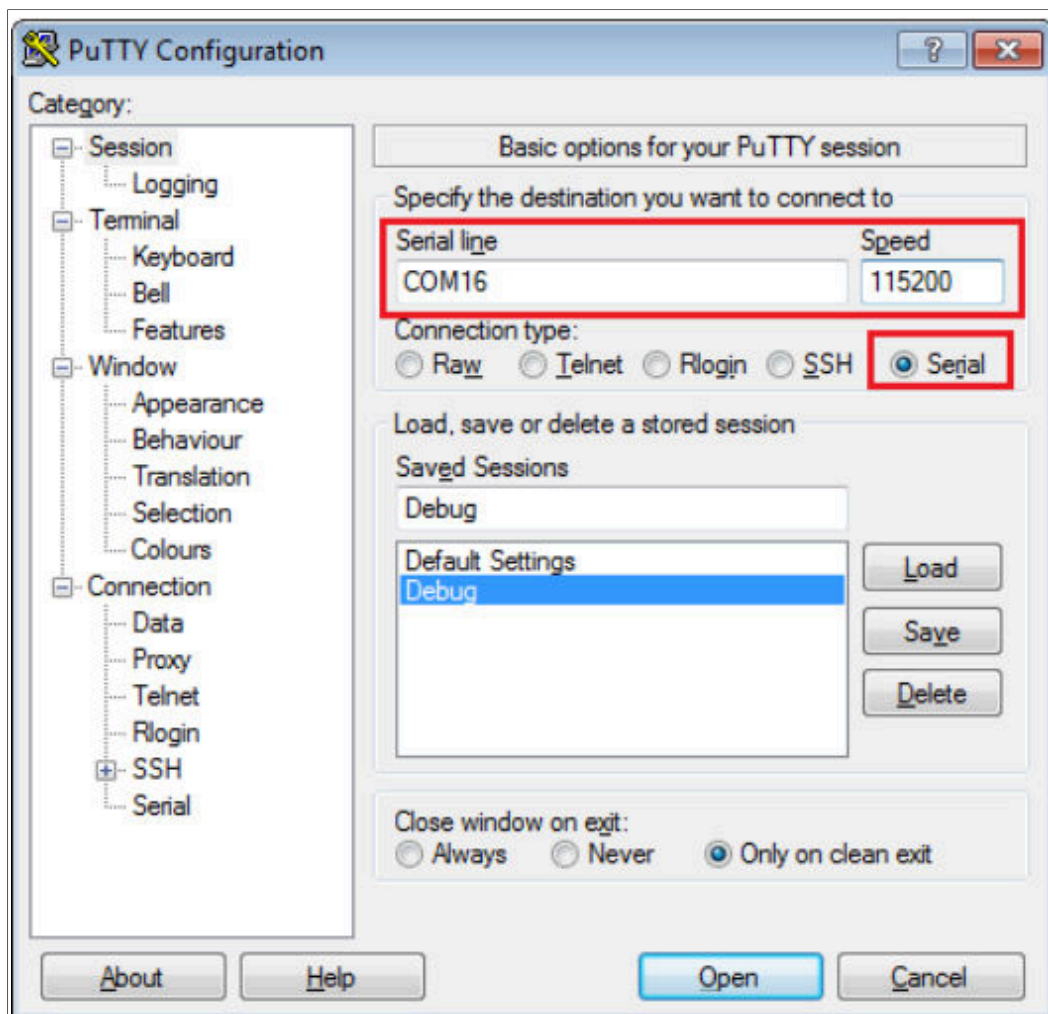 PuTTY Configuration
Category:
Session
Logging
Terminal
Keyboard
Bell
Features
Window
Appearance
Behaviour
Translation
Selection
Colours
Connection
Data
Proxy
Telnet
Rlogin
SSH
Serial
Basic options for your PuTTY session
Specify the destination you want to connect to
Serial line Speed
COM16 115200
Connection type:
Raw Telnet Rlogin SSH Serial
Load, save or delete a stored session
Saved Sessions
Debug
Default Settings
Debug
Load
Save
Delete
Close window on exit:
Always Never Only on clean exit
About Help Open Cancel